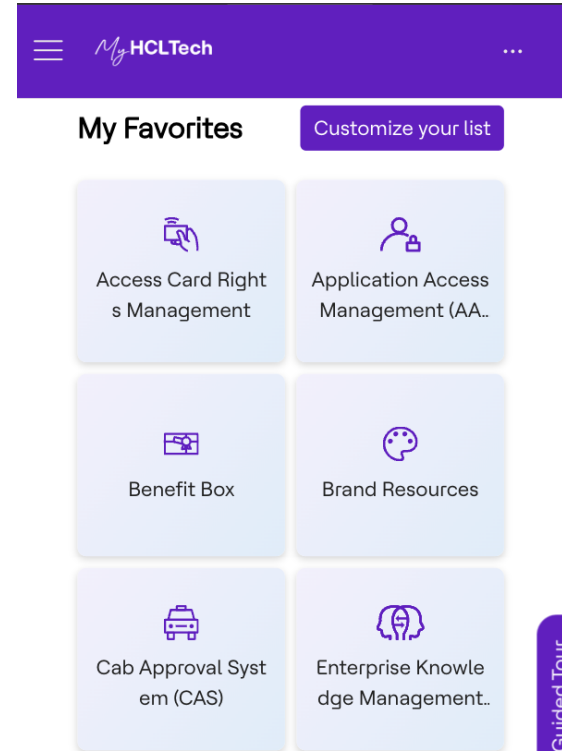 MyHCLTech
...
My Favorites
Customize your list
Access Card Right
s Management
Application Access
Management (AA..
Benefit Box
Brand Resources
Cab Approval Syst
em (CAS)
Enterprise Knowle
dge Management..
Guided Tour